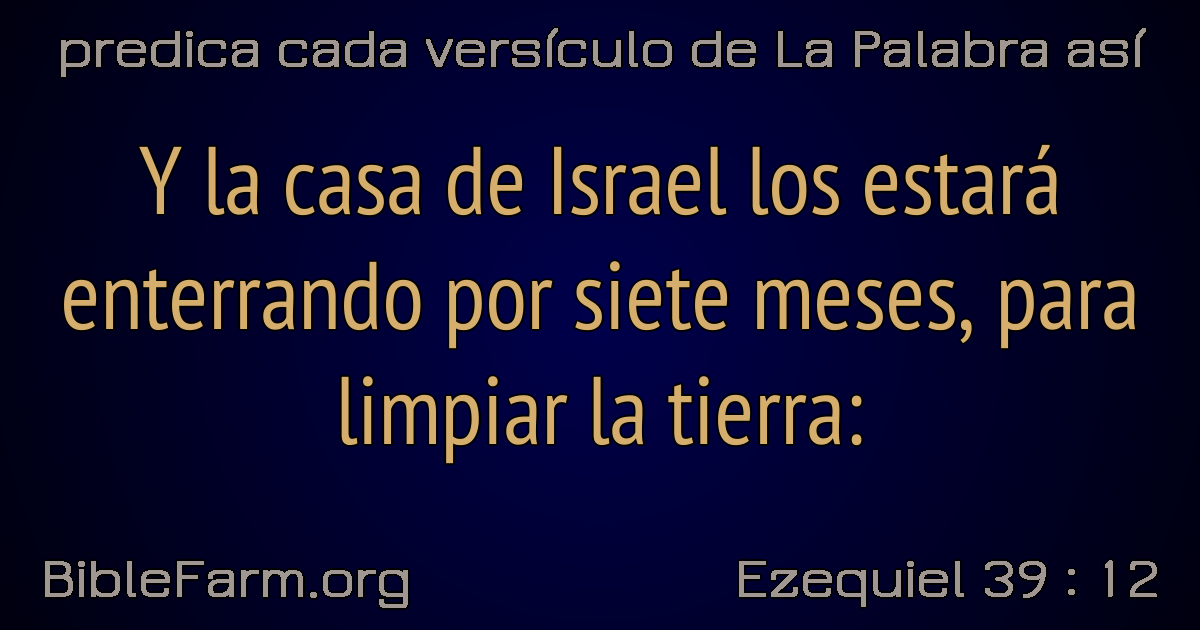 predica cada versículo de La Palabra así
Y la casa de Israel los estará
enterrando por siete meses, para
limpiar la tierra:
BibleFarm.org
Ezequiel 39 : 12